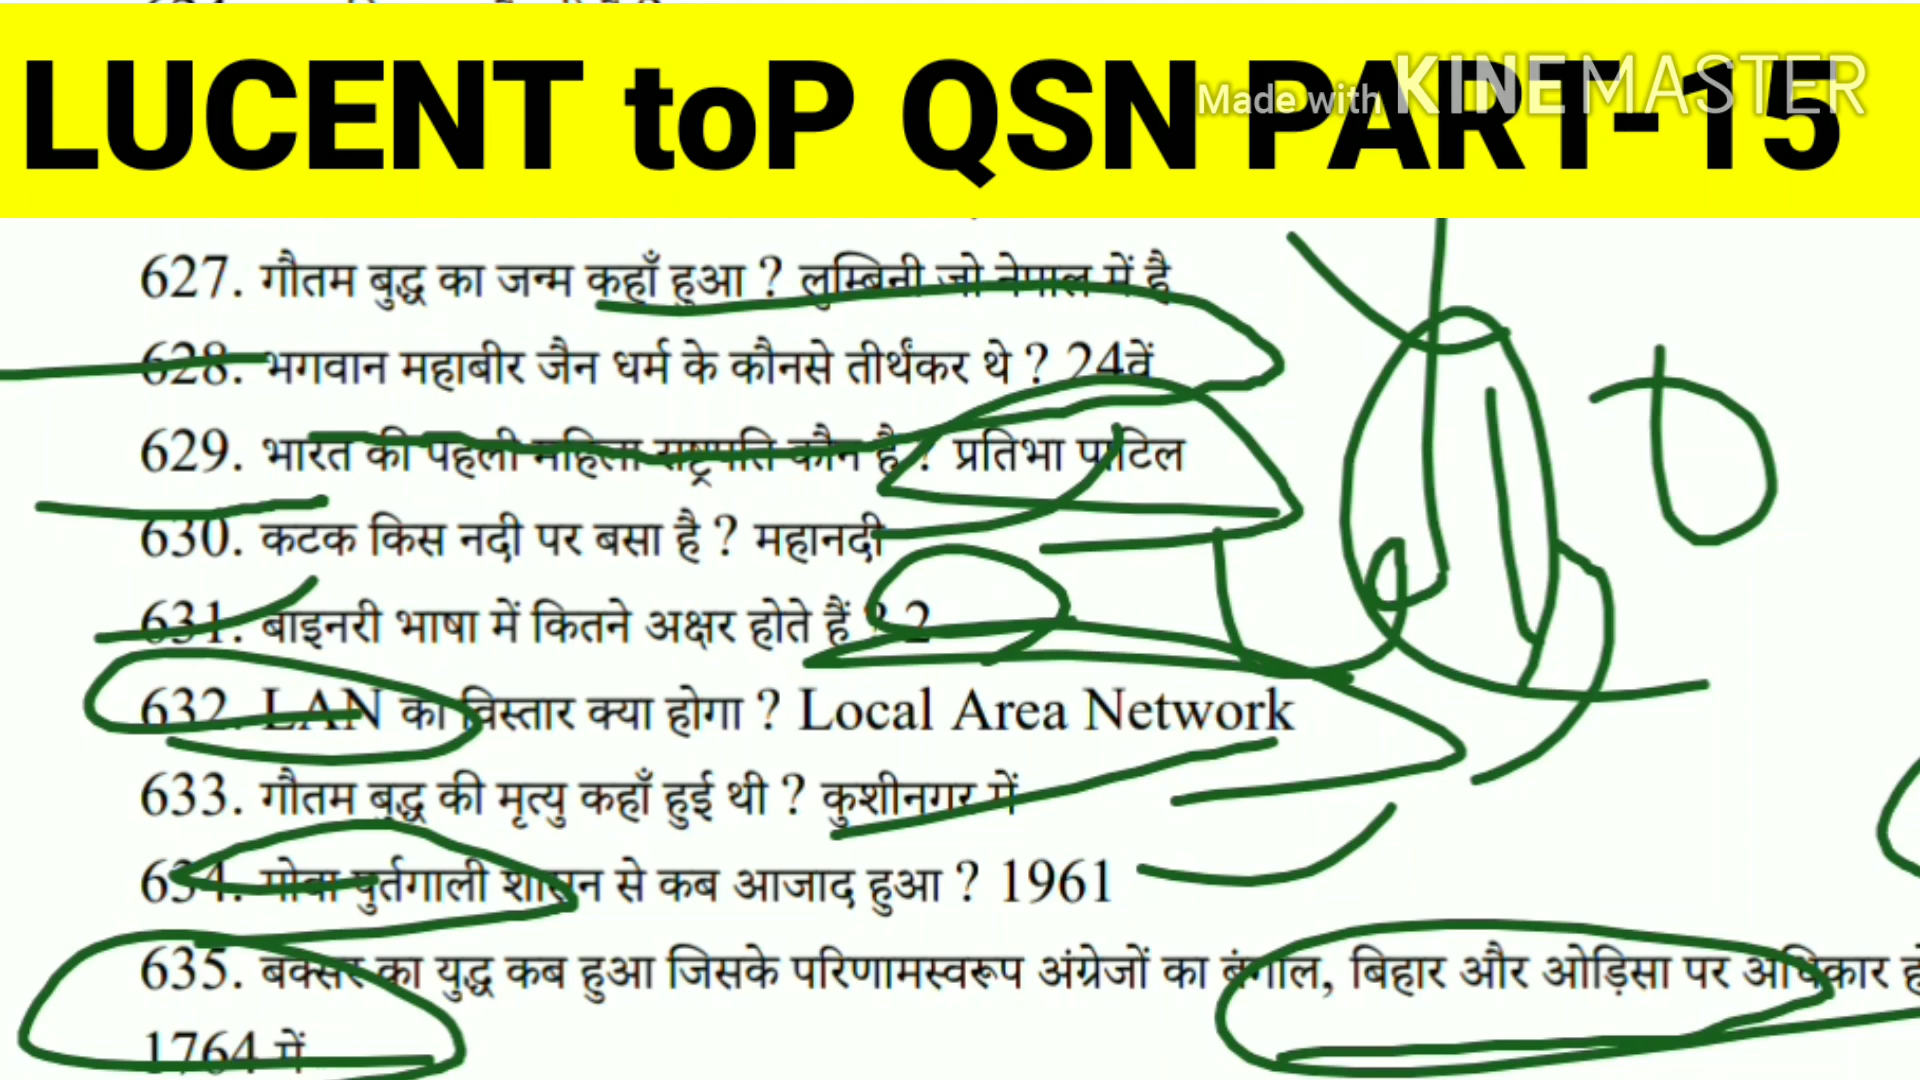 LUCENT toP QSN PART-15
Made with KINEMASTER
627. गौतम बुद्ध का जन्म कहाँ हुआ ? लुम्बिनी जो नेपाल में है
628. भगवान महाबीर जैन धर्म के कौनसे तीर्थंकर थे ? 24वें
629. भारत की पहली महिला राष्ट्रपति कौन है ? प्रतिभा पाटिल
630. कटक किस नदी पर बसा है ? महानदी
631. बाइनरी भाषा में कितने अक्षर होते हैं ? 2
632. LAN का विस्तार क्या होगा ? Local Area Network
633. गौतम बुद्ध की मृत्यु कहाँ हुई थी ? कुशीनगर में
634. गोवा पुर्तगाली शासन से कब आजाद हुआ ? 1961
635. बक्सर का युद्ध कब हुआ जिसके परिणामस्वरूप अंग्रेजों का बंगाल, बिहार और ओड़िसा पर अधिकार
1764 में